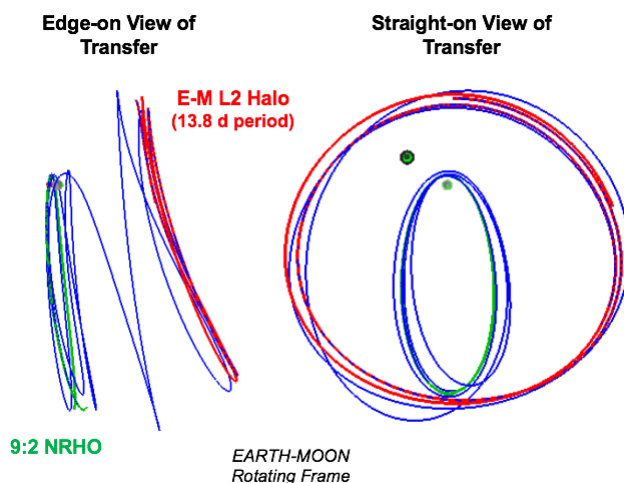 Edge-on View of
Transfer
Straight-on View of
Transfer
E-M L2 Halo
(13.8 d period)
9:2 NRHO
EARTH-MOON
Rotating Frame